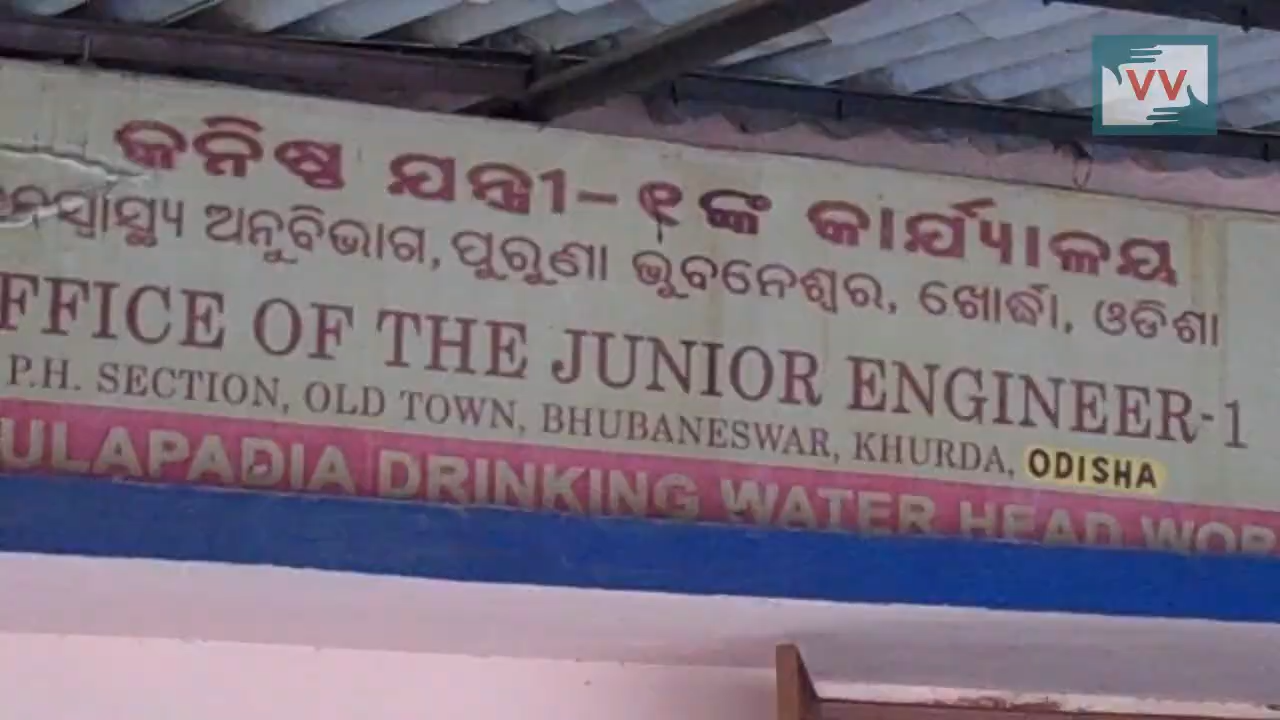 VV
କନିଷ୍ଠ ଯନ୍ତ୍ରୀ-୧ଙ୍କ କାର୍ଯ୍ୟାଳୟ
ନସ୍ୱାସ୍ଥ୍ୟ ଅନୁବିଭାଗ, ପୁରୁଣା ଭୁବନେଶ୍ୱର, ଖୋର୍ଦ୍ଧା, ଓଡିଶା
FFICE OF THE JUNIOR ENGINEER-1
P.H. SECTION, OLD TOWN, BHUBANESWAR, KHURDA, ODISHA
ULAPADIA DRINKING WATER HEAD WOR